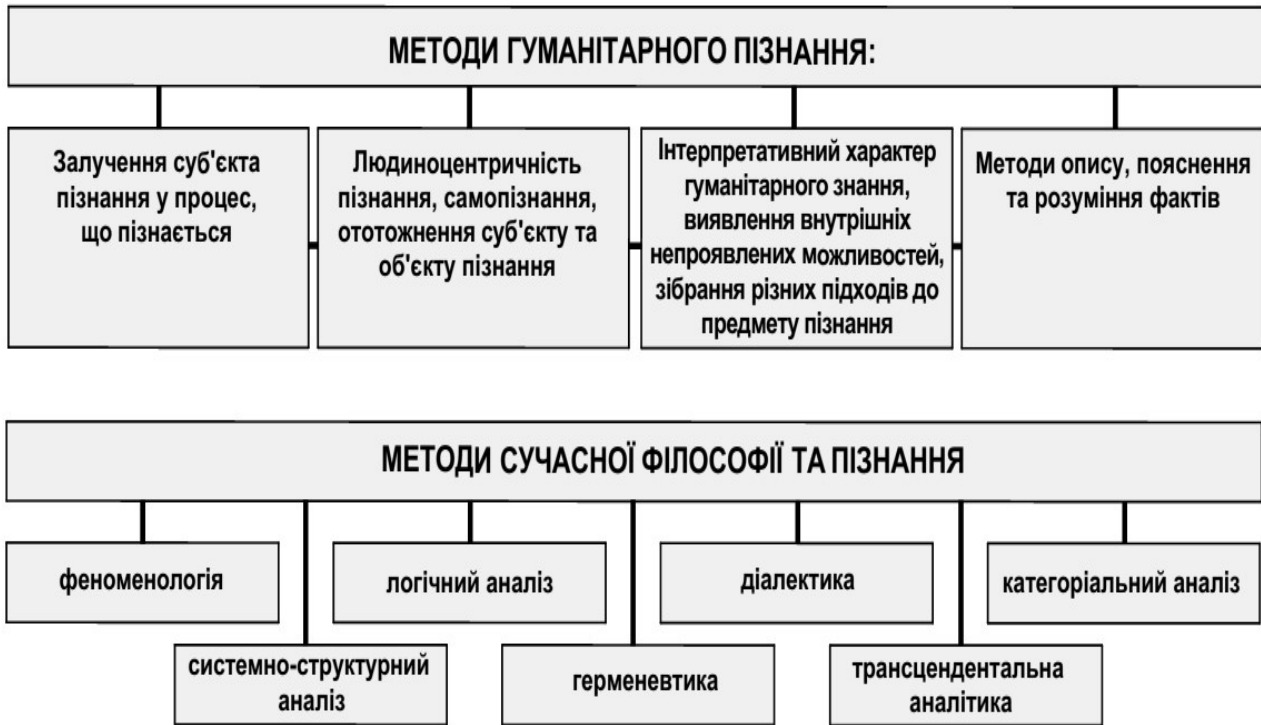 МЕТОДИ ГУМАНІТАРНОГО ПІЗНАННЯ:
Залучення суб'єкта
пізнання у процес,
що пізнається
Людиноцентричність
пізнання, самопізнання,
ототожнення суб'єкту та
об'єкту пізнання
Інтерпретативний характер
гуманітарного знання,
виявлення внутрішніх
непроявлених можливостей,
зібрання різних підходів до
предмету пізнання
Методи опису, пояснення
та розуміння фактів
МЕТОДИ СУЧАСНОЇ ФІЛОСОФІЇ ТА ПІЗНАННЯ
феноменологія
логічний аналіз
діалектика
категоріальний аналіз
системно-структурний
аналіз
герменевтика
трансцендентальна
аналітика